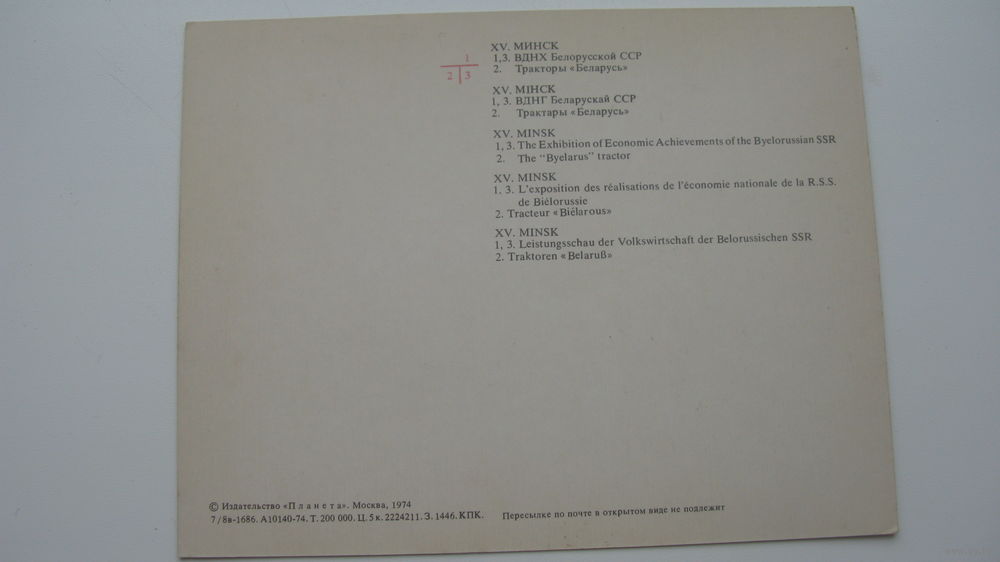 1
2 3
XV. МИНСК
1,3. ВДНХ Белорусской ССР
2. Тракторы «Беларусь»
XV. МІНСК
1, 3. ВДНГ Беларускай ССР
2. Трактары «Беларусь»
XV. MINSK
1, 3. The Exhibition of Economic Achievements of the Byelorussian SSR
2. The "Byelarus" tractor
XV. MINSK
1, 3. L'exposition des réalisations de l'économie nationale de la R.S.S.
de Biélorussie
2. Tracteur «Biélarous»
XV. MINSK
1, 3. Leistungsschau der Volkswirtschaft der Belorussischen SSR
2. Traktoren «Belaruß»
© Издательство «Планета». Москва, 1974
7/8в-1686. А10140-74. Т. 200 000. Ц. 5 к. 2224211. З. 1446. КПК.
Пересылке по почте в открытом виде не подлежит